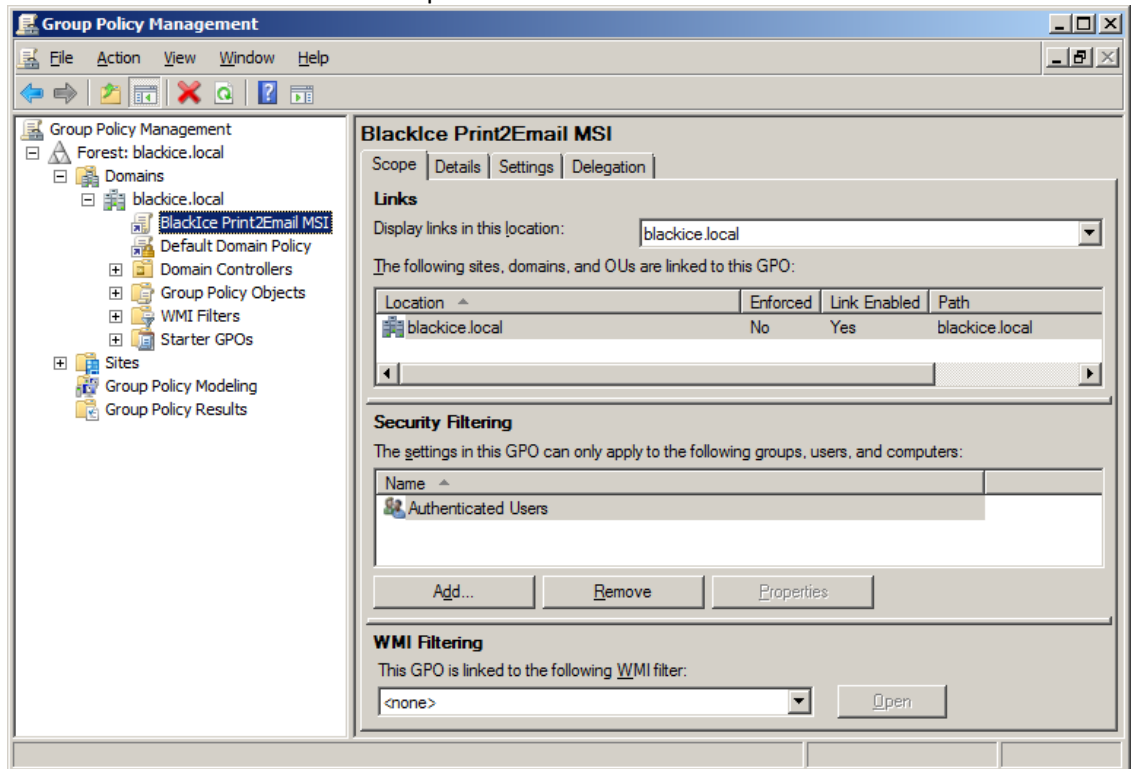 Group Policy Management
File Action View Window Help
Group Policy Management
Forest: blackice.local
Domains
blackice.local
BlackIce Print2Email MSI
Default Domain Policy
Domain Controllers
Group Policy Objects
WMI Filters
Starter GPOs
Sites
Group Policy Modeling
Group Policy Results
BlackIce Print2Email MSI
Scope Details Settings Delegation
Links
Display links in this location: blackice.local
The following sites, domains, and OUs are linked to this GPO:
Location Enforced Link Enabled Path
blackice.local No Yes blackice.local
Security Filtering
The settings in this GPO can only apply to the following groups, users, and computers:
Name
Authenticated Users
Add... Remove Properties
WMI Filtering
This GPO is linked to the following WMI filter:
<none> Open